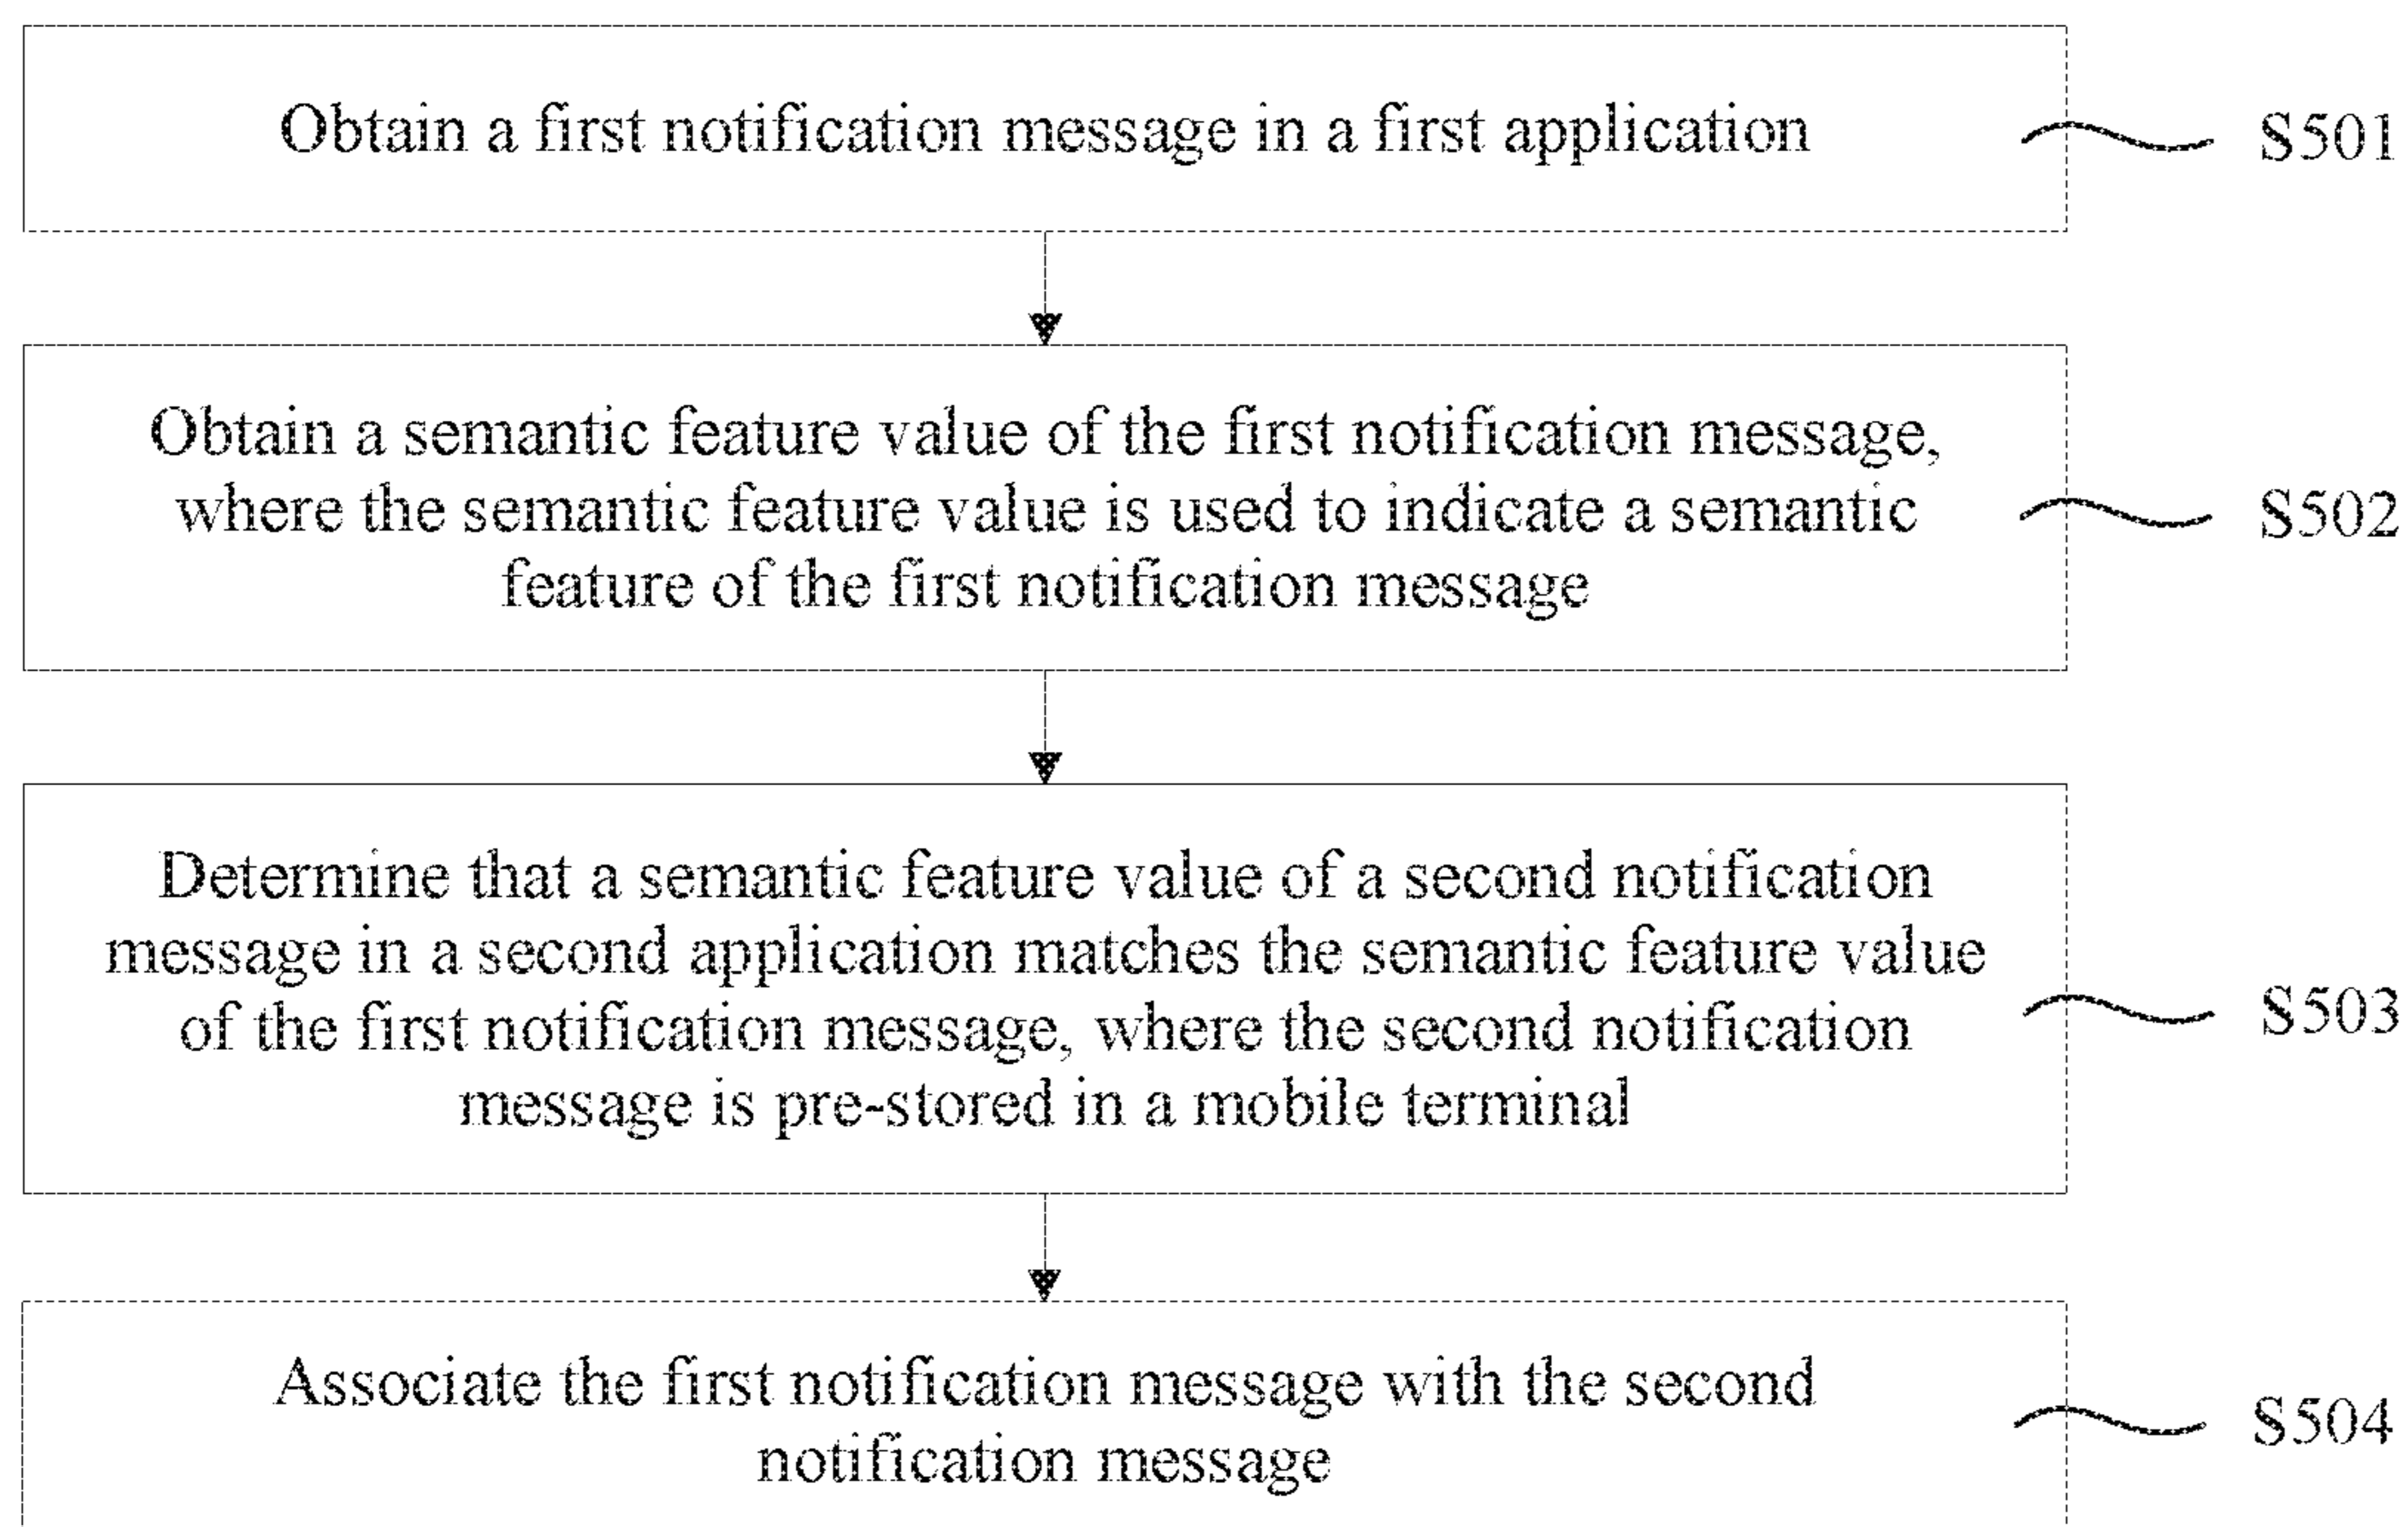 Obtain a first notification message in a first application
S501
Obtain a semantic feature value of the first notification message,
where the semantic feature value is used to indicate a semantic
feature of the first notification message
S502
Determine that a semantic feature value of a second notification
message in a second application matches the semantic feature value
of the first notification message, where the second notification
message is pre-stored in a mobile terminal
S503
Associate the first notification message with the second
notification message
S504